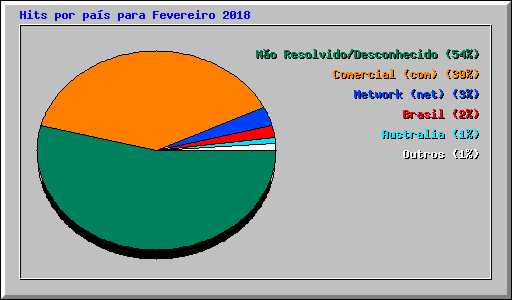 Hits por país para Fevereiro 2018
Não Resolvido/Desconhecido (54%)
Comercial (com) (39%)
Network (net) (3%)
Brasil (2%)
Australia (1%)
Outros (1%)